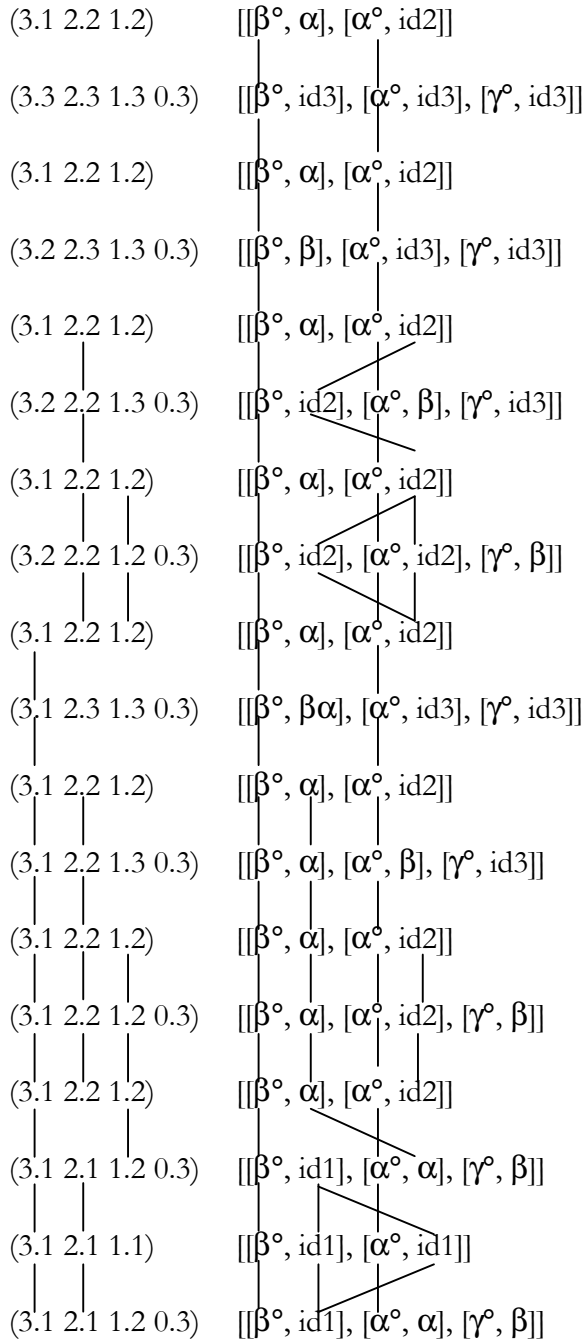 (3.1 2.2 1.2) [[β°, α], [α°, id2]]
(3.3 2.3 1.3 0.3) [[β°, id3], [α°, id3], [γ°, id3]]
(3.1 2.2 1.2) [[β°, α], [α°, id2]]
(3.2 2.3 1.3 0.3) [[β°, β], [α°, id3], [γ°, id3]]
(3.1 2.2 1.2) [[β°, α], [α°, id2]]
(3.2 2.2 1.3 0.3) [[β°, id2], [α°, β], [γ°, id3]]
(3.1 2.2 1.2) [[β°, α], [α°, id2]]
(3.2 2.2 1.2 0.3) [[β°, id2], [α°, id2], [γ°, β]]
(3.1 2.2 1.2) [[β°, α], [α°, id2]]
(3.1 2.3 1.3 0.3) [[β°, βα], [α°, id3], [γ°, id3]]
(3.1 2.2 1.2) [[β°, α], [α°, id2]]
(3.1 2.2 1.3 0.3) [[β°, α], [α°, β], [γ°, id3]]
(3.1 2.2 1.2) [[β°, α], [α°, id2]]
(3.1 2.2 1.2 0.3) [[β°, α], [α°, id2], [γ°, β]]
(3.1 2.2 1.2) [[β°, α], [α°, id2]]
(3.1 2.1 1.2 0.3) [[β°, id1], [α°, α], [γ°, β]]
(3.1 2.1 1.1) [[β°, id1], [α°, id1]]
(3.1 2.1 1.2 0.3) [[β°, id1], [α°, α], [γ°, β]]